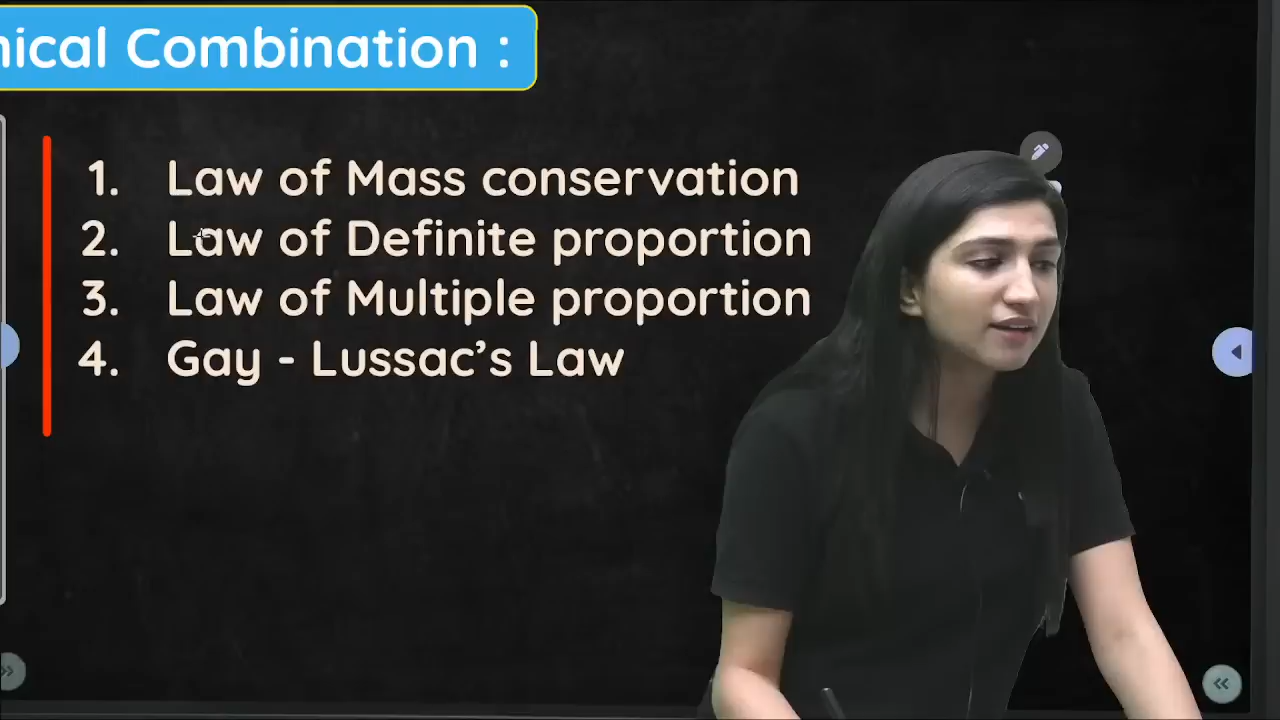 nical Combination :
1. Law of Mass conservation
2. Law of Definite proportion
3. Law of Multiple proportion
4. Gay - Lussac’s Law